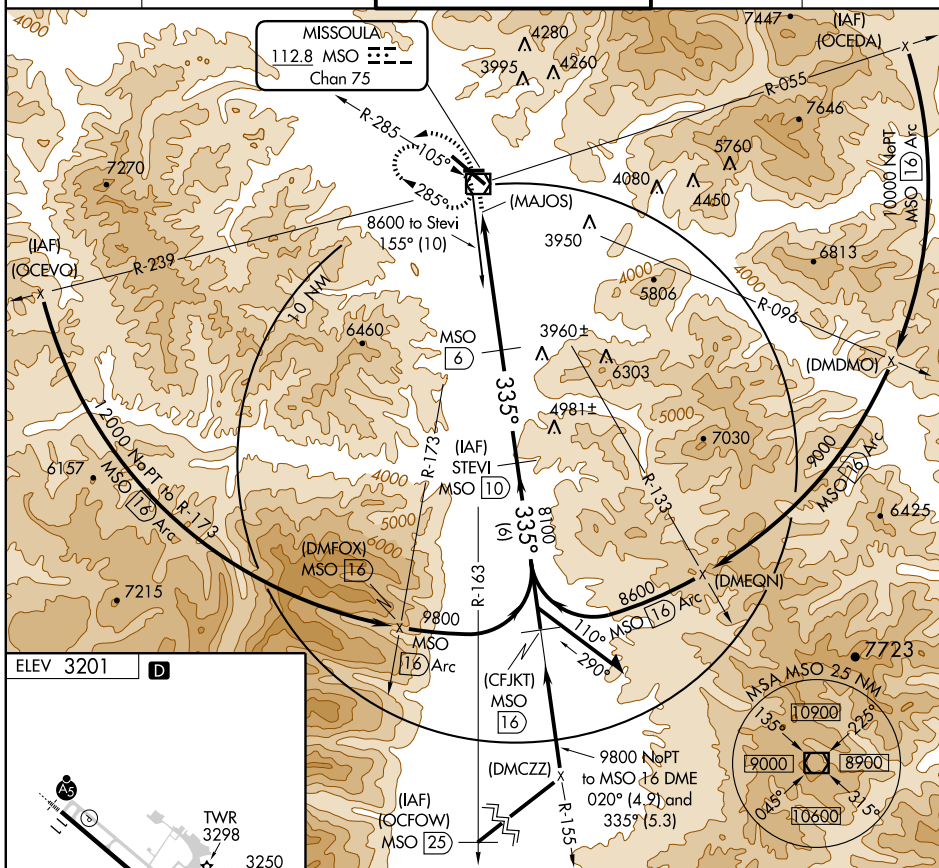 4000
MISSOULA
112.8 MSO
Chan 75
4280
3995
4260
7447
(IAF)
(OCEDA)
R-055
7646
10000 NoPT
MSO 16 Arc
R-285
105°
285°
7270
5760
4080
4450
(MAJOS)
3950
8600 to Stevi
155° (10)
(IAF)
(OCEVO)
R-239
6813
4000
4000
5806
R-096
10 NM
6460
MSO
6
3960±
6303
(DMDMO)
335°
4981±
5000
7030
9000
MSO 16 Arc
12000 NoPT to R-173
MSO 16 Arc
6157
R-173
(IAF)
STEVI
MSO 10
R-133
4000
5000
6000
6425
335°
8100
(6)
(DMFOX)
MSO 16
7215
R-163
8600
MSO 16 Arc
(DMEQN)
9800
MSO
16 Arc
110°
290°
7723
ELEV 3201
D
(CFJKT)
MSO
16
MSA MSO 25 NM
10900
135°
225°
9000
8900
045°
315°
10600
(DMCZZ)
9800 NoPT
to MSO 16 DME
020° (4.9) and
335° (5.3)
R-155
(IAF)
(OCFOW)
MSO 25
A5
P
TWR
3298
3250